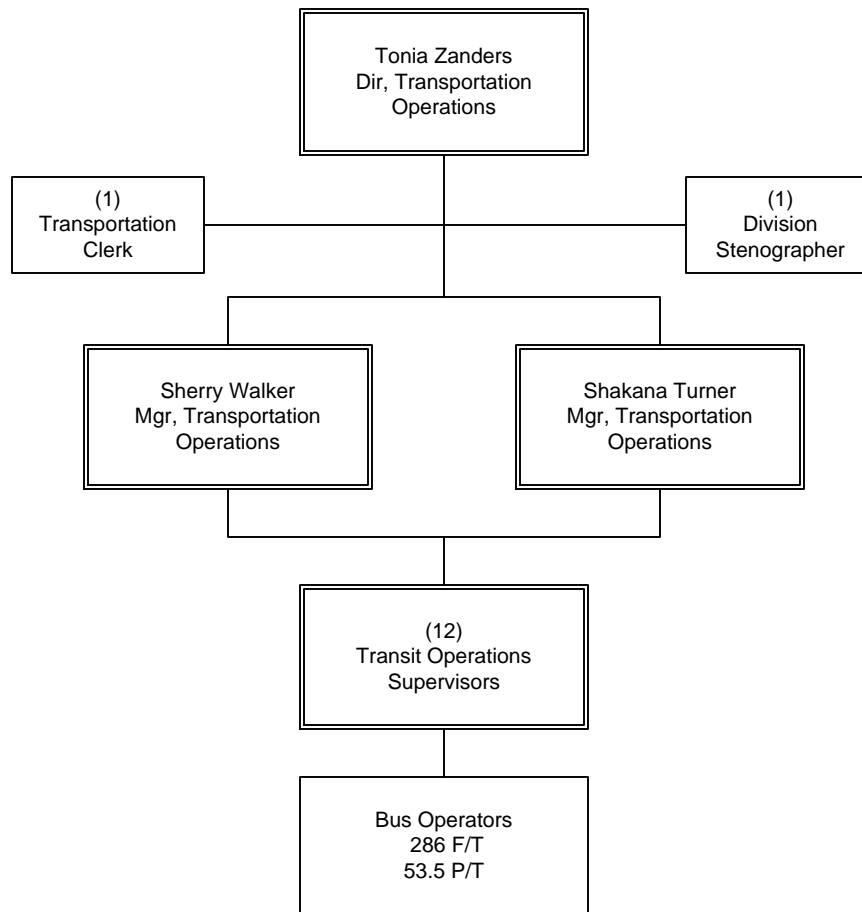 Tonia Zanders
Dir, Transportation
Operations
(1)
Transportation
Clerk
(1)
Division
Stenographer
Sherry Walker
Mgr, Transportation
Operations
Shakana Turner
Mgr, Transportation
Operations
(12)
Transit Operations
Supervisors
Bus Operators
286 F/T
53.5 P/T